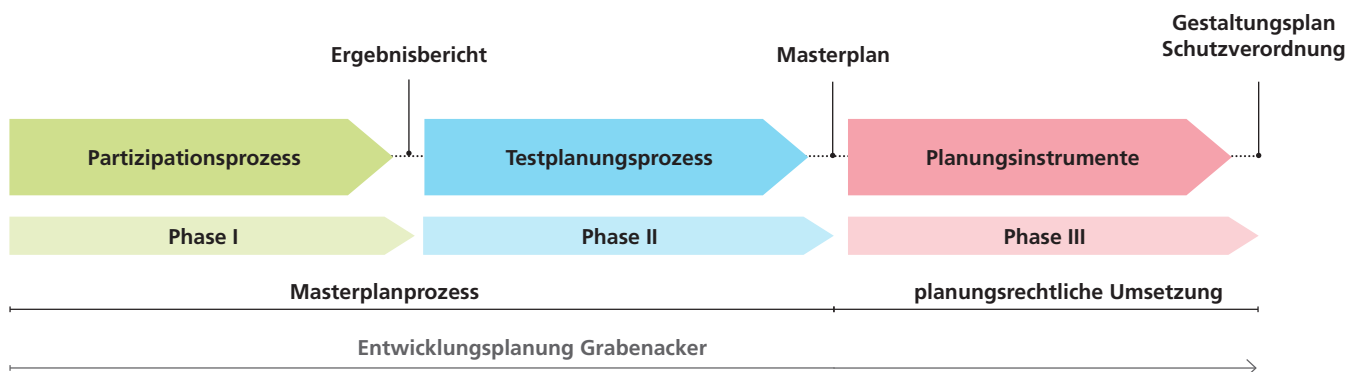 Gestaltungsplan
Schutzverordnung
Ergebnisbericht
Masterplan
Partizipationsprozess
Testplanungsprozess
Planungsinstrumente
Phase I
Phase II
Phase III
Masterplanprozess
planungsrechtliche Umsetzung
Entwicklungsplanung Grabenacker